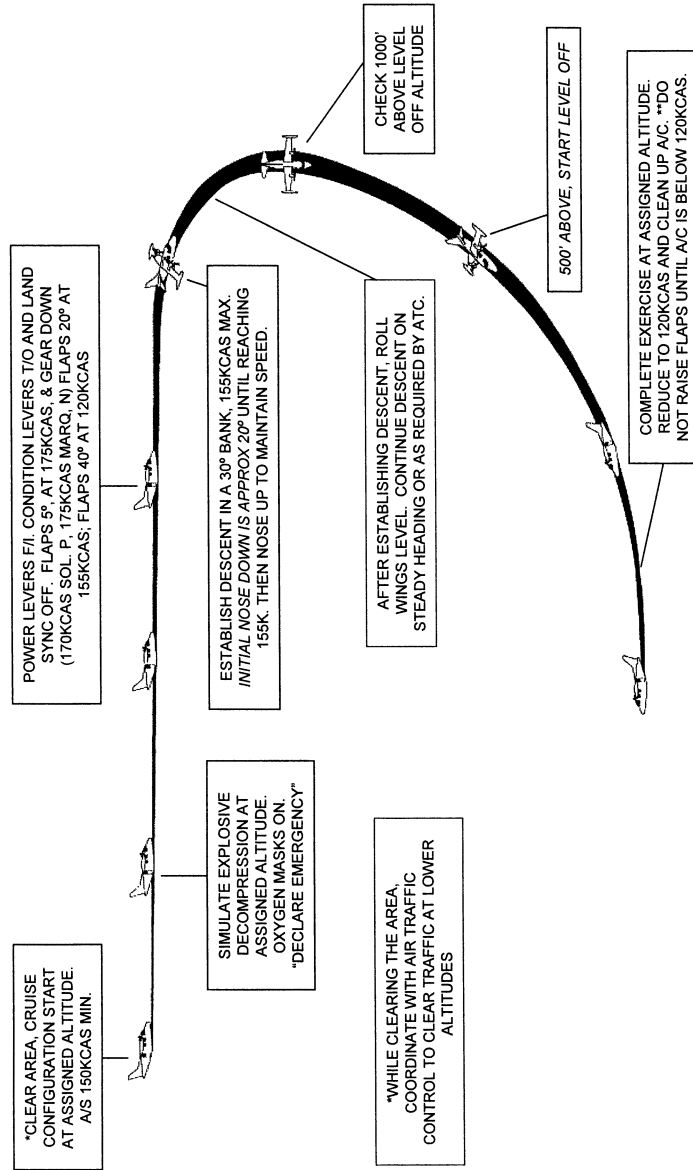 *CLEAR AREA, CRUISE
CONFIGURATION START
AT ASSIGNED ALTITUDE.
A/S 150KCAS MIN.
SIMULATE EXPLOSIVE
DECOMPRESSION AT
ASSIGNED ALTITUDE.
OXYGEN MASKS ON.
"DECLARE EMERGENCY"
POWER LEVERS F/I. CONDITION LEVERS T/O AND LAND
SYNC OFF. FLAPS 5º, AT 175KCAS, & GEAR DOWN
(170KCAS SOL. P, 175KCAS MARQ, N) FLAPS 20º AT
155KCAS; FLAPS 40º AT 120KCAS
ESTABLISH DESCENT IN A 30º BANK, 155KCAS MAX.
INITIAL NOSE DOWN IS APPROX 20º UNTIL REACHING
155K. THEN NOSE UP TO MAINTAIN SPEED.
AFTER ESTABLISHING DESCENT, ROLL
WINGS LEVEL. CONTINUE DESCENT ON
STEADY HEADING OR AS REQUIRED BY ATC.
CHECK 1000'
ABOVE LEVEL
OFF ALTITUDE
500' ABOVE, START LEVEL OFF
COMPLETE EXERCISE AT ASSIGNED ALTITUDE.
REDUCE TO 120KCAS AND CLEAN UP A/C. **DO
NOT RAISE FLAPS UNTIL A/C IS BELOW 120KCAS.
*WHILE CLEARING THE AREA,
COORDINATE WITH AIR TRAFFIC
CONTROL TO CLEAR TRAFFIC AT LOWER
ALTITUDES